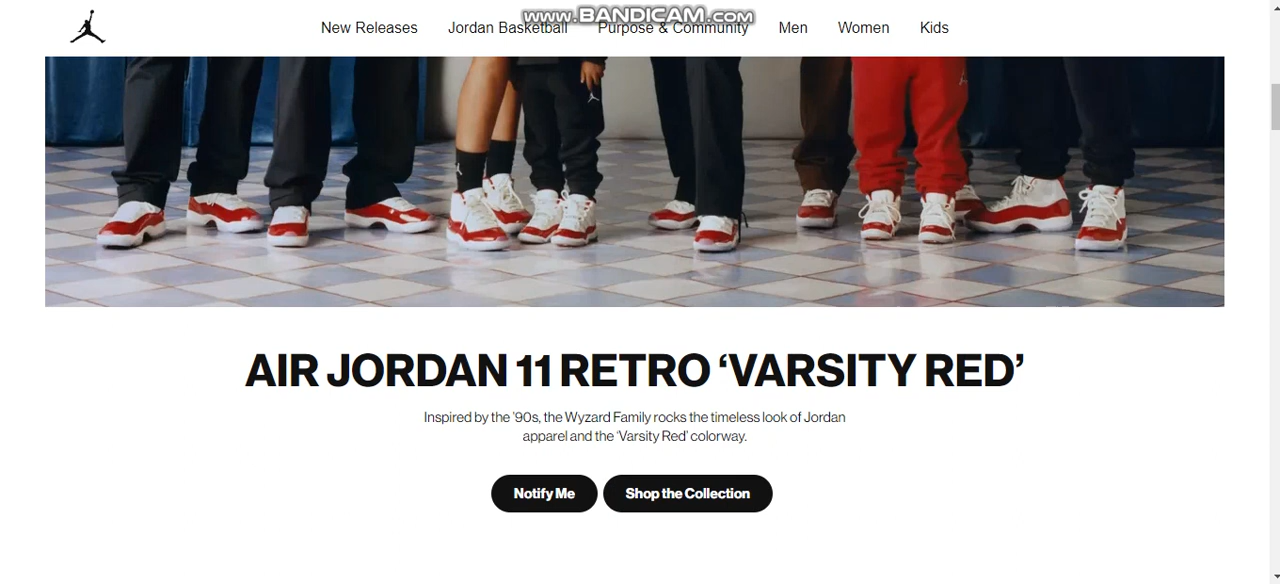 www.BANDICAM.com
New Releases Jordan Basketball Purpose & Community Men Women Kids
AIR JORDAN 11 RETRO ‘VARSITY RED’
Inspired by the ’90s, the Wyzard Family rocks the timeless look of Jordan
apparel and the ‘Varsity Red’ colorway.
Notify Me Shop the Collection